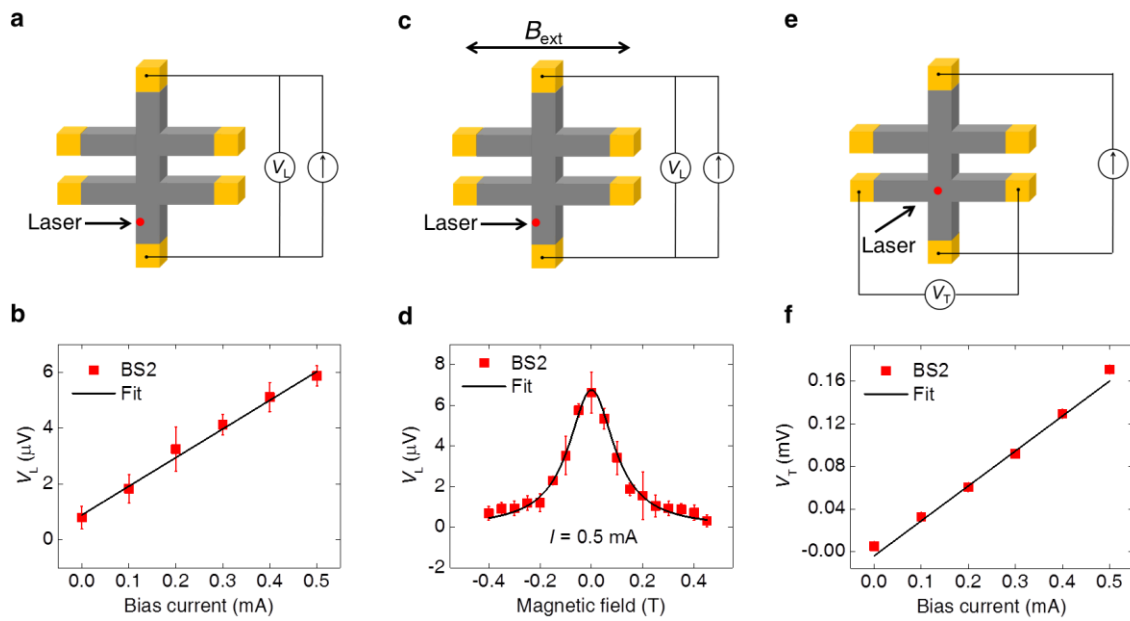 a
Laser
V_L
↑
b
BS2
Fit
V_L (μV)
6
4
2
0
0.0 0.1 0.2 0.3 0.4 0.5
Bias current (mA)
c
B_ext
Laser
V_L
↑
d
BS2
Fit
V_L (μV)
8
6
4
2
0
-2
I = 0.5 mA
-0.4 -0.2 0.0 0.2 0.4
Magnetic field (T)
e
Laser
V_T
↑
f
BS2
Fit
V_T (mV)
0.16
0.12
0.08
0.04
-0.00
0.0 0.1 0.2 0.3 0.4 0.5
Bias current (mA)